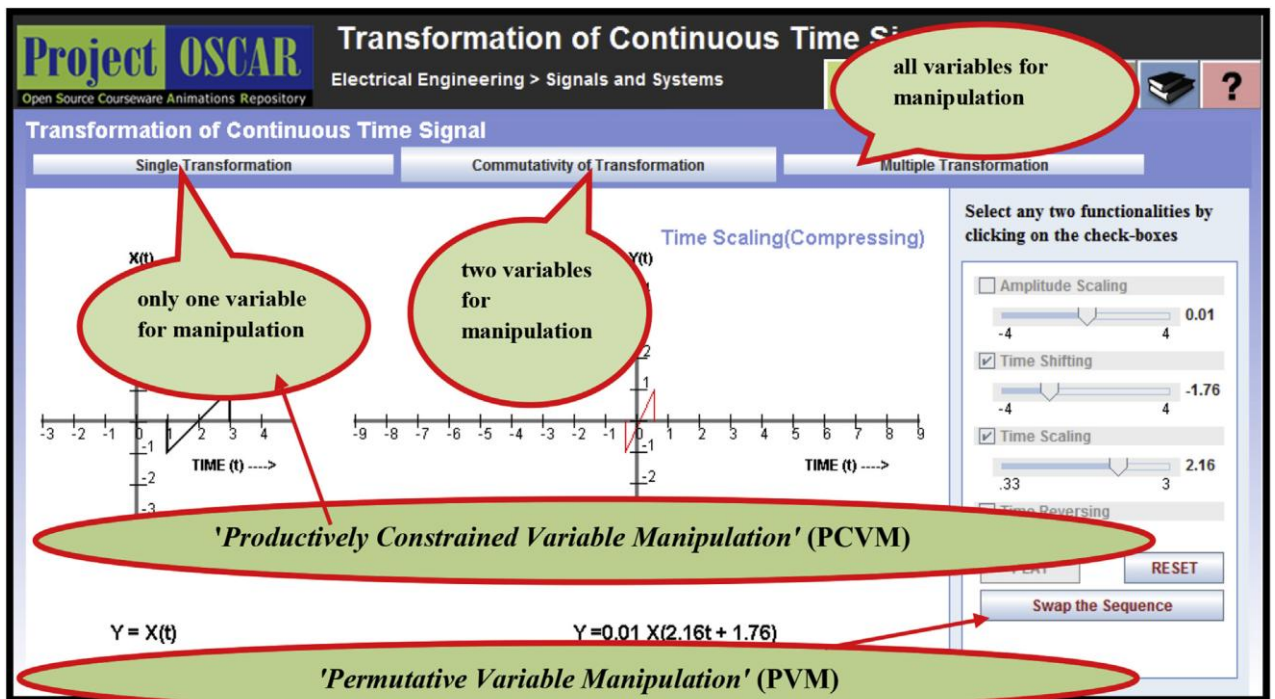 Project OSCAR
Open Source Courseware Animations Repository
Transformation of Continuous Time
Electrical Engineering > Signals and Systems
?
all variables for
manipulation
Transformation of Continuous Time Signal
Single Transformation
Commutativity of Transformation
Multiple Transformation
Select any two functionalities by
clicking on the check-boxes
Time Scaling(Compressing)
X(t)
Y(t)
only one variable
for manipulation
two variables
for
manipulation
Amplitude Scaling
0.01
-4 4
Time Shifting
-1.76
-4 4
Time Scaling
2.16
.33 3
Time Reversing
2
1
-3 -2 -1 0 1 2 3 4
-1
-2
-3
TIME (t) ---->
-9 -8 -7 -6 -5 -4 -3 -2 -1 0 1 2 3 4 5 6 7 8 9
-1
-2
TIME (t) ---->
'Productively Constrained Variable Manipulation' (PCVM)
RESET
Swap the Sequence
Y = X(t)
Y =0.01 X(2.16t + 1.76)
'Permutative Variable Manipulation' (PVM)